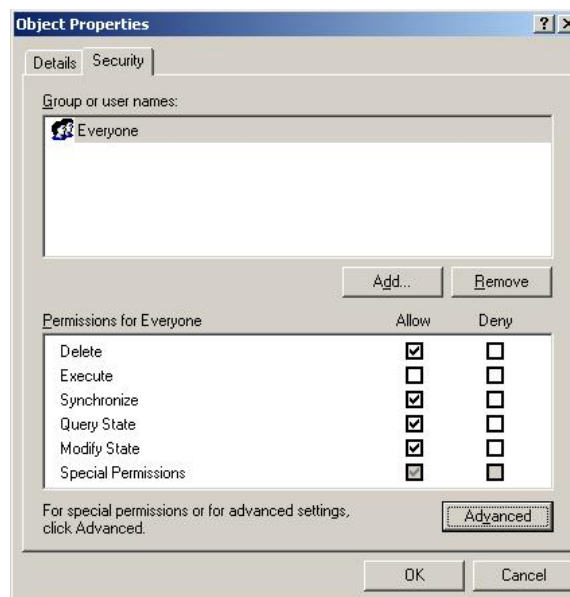 Object Properties
Details Security
Group or user names:
Everyone
Add... Remove
Permissions for Everyone Allow Deny
Delete
Execute
Synchronize
Query State
Modify State
Special Permissions
For special permissions or for advanced settings,
click Advanced.
Advanced
OK Cancel